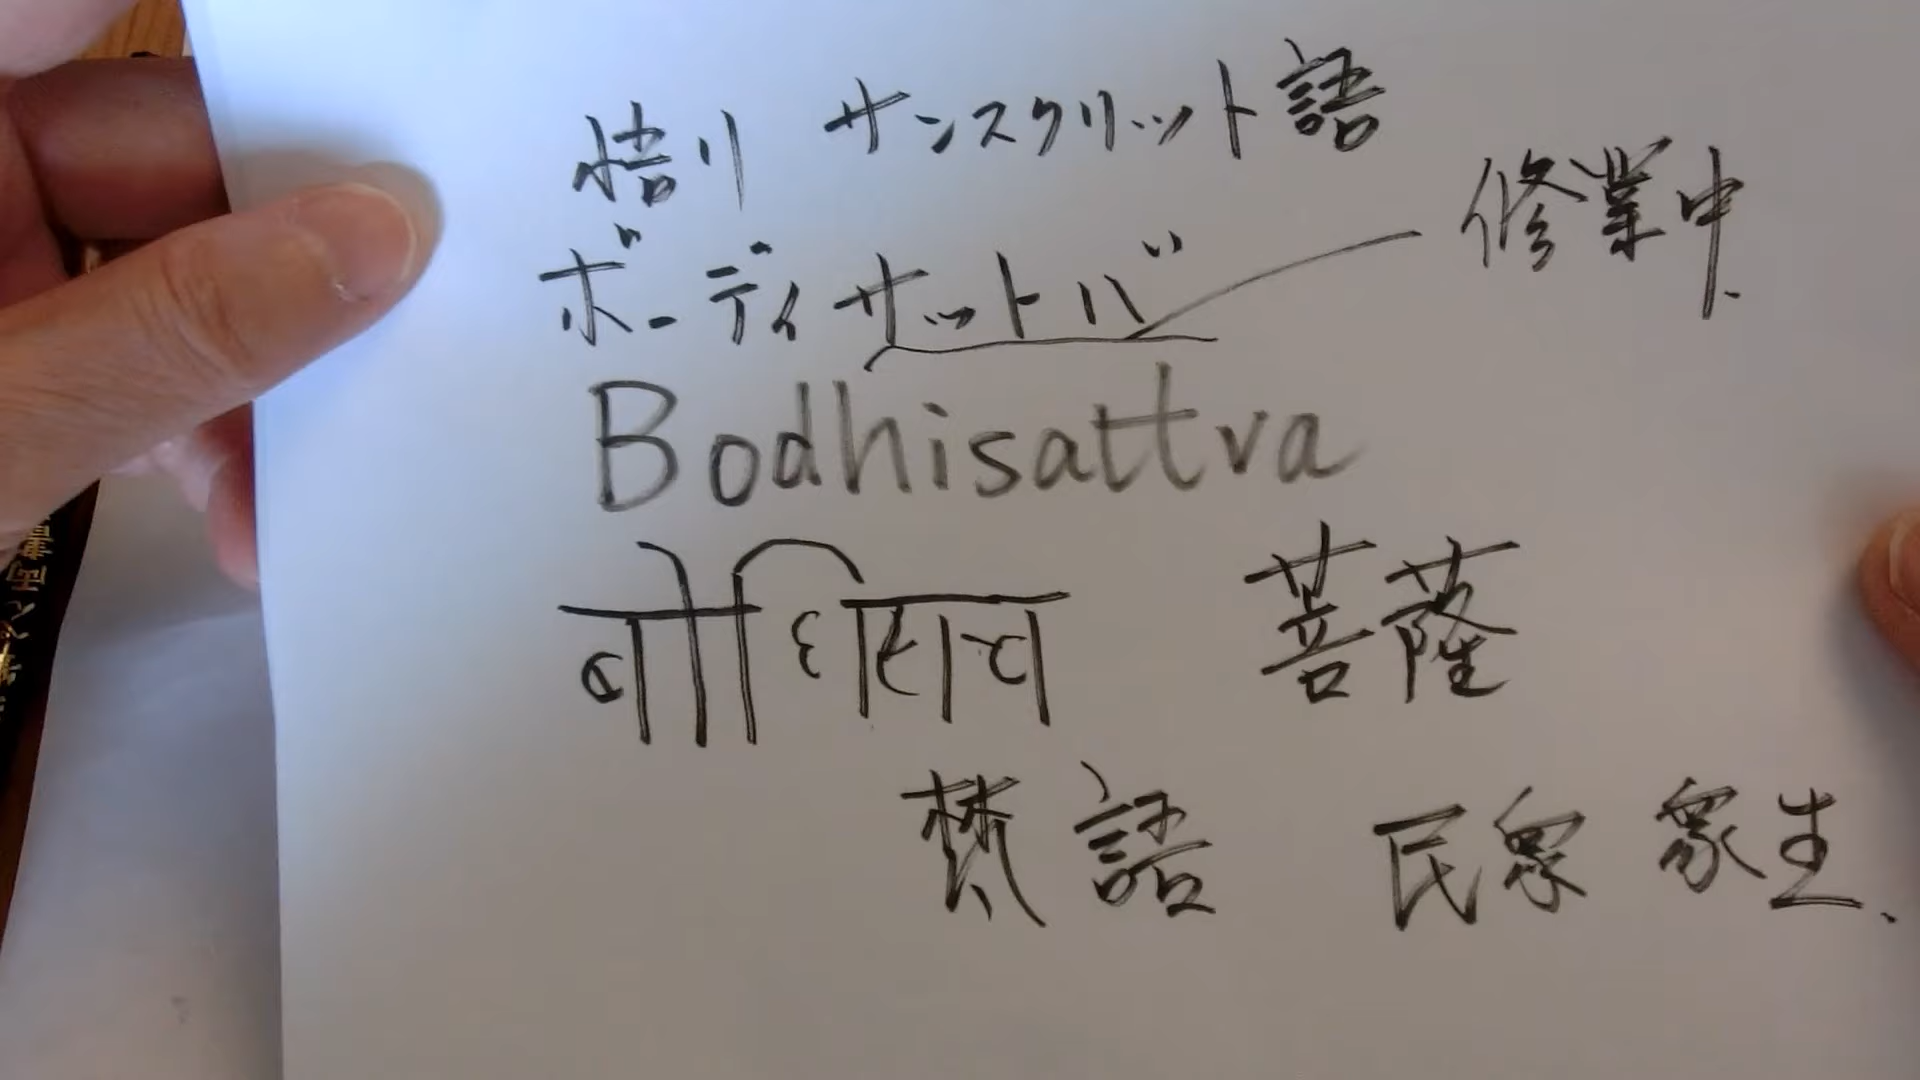 悟り サンスクリット語
ボーディサットバ 修業中
Bodhisattva
बोधिसत्व 菩薩
梵語 民衆 衆生